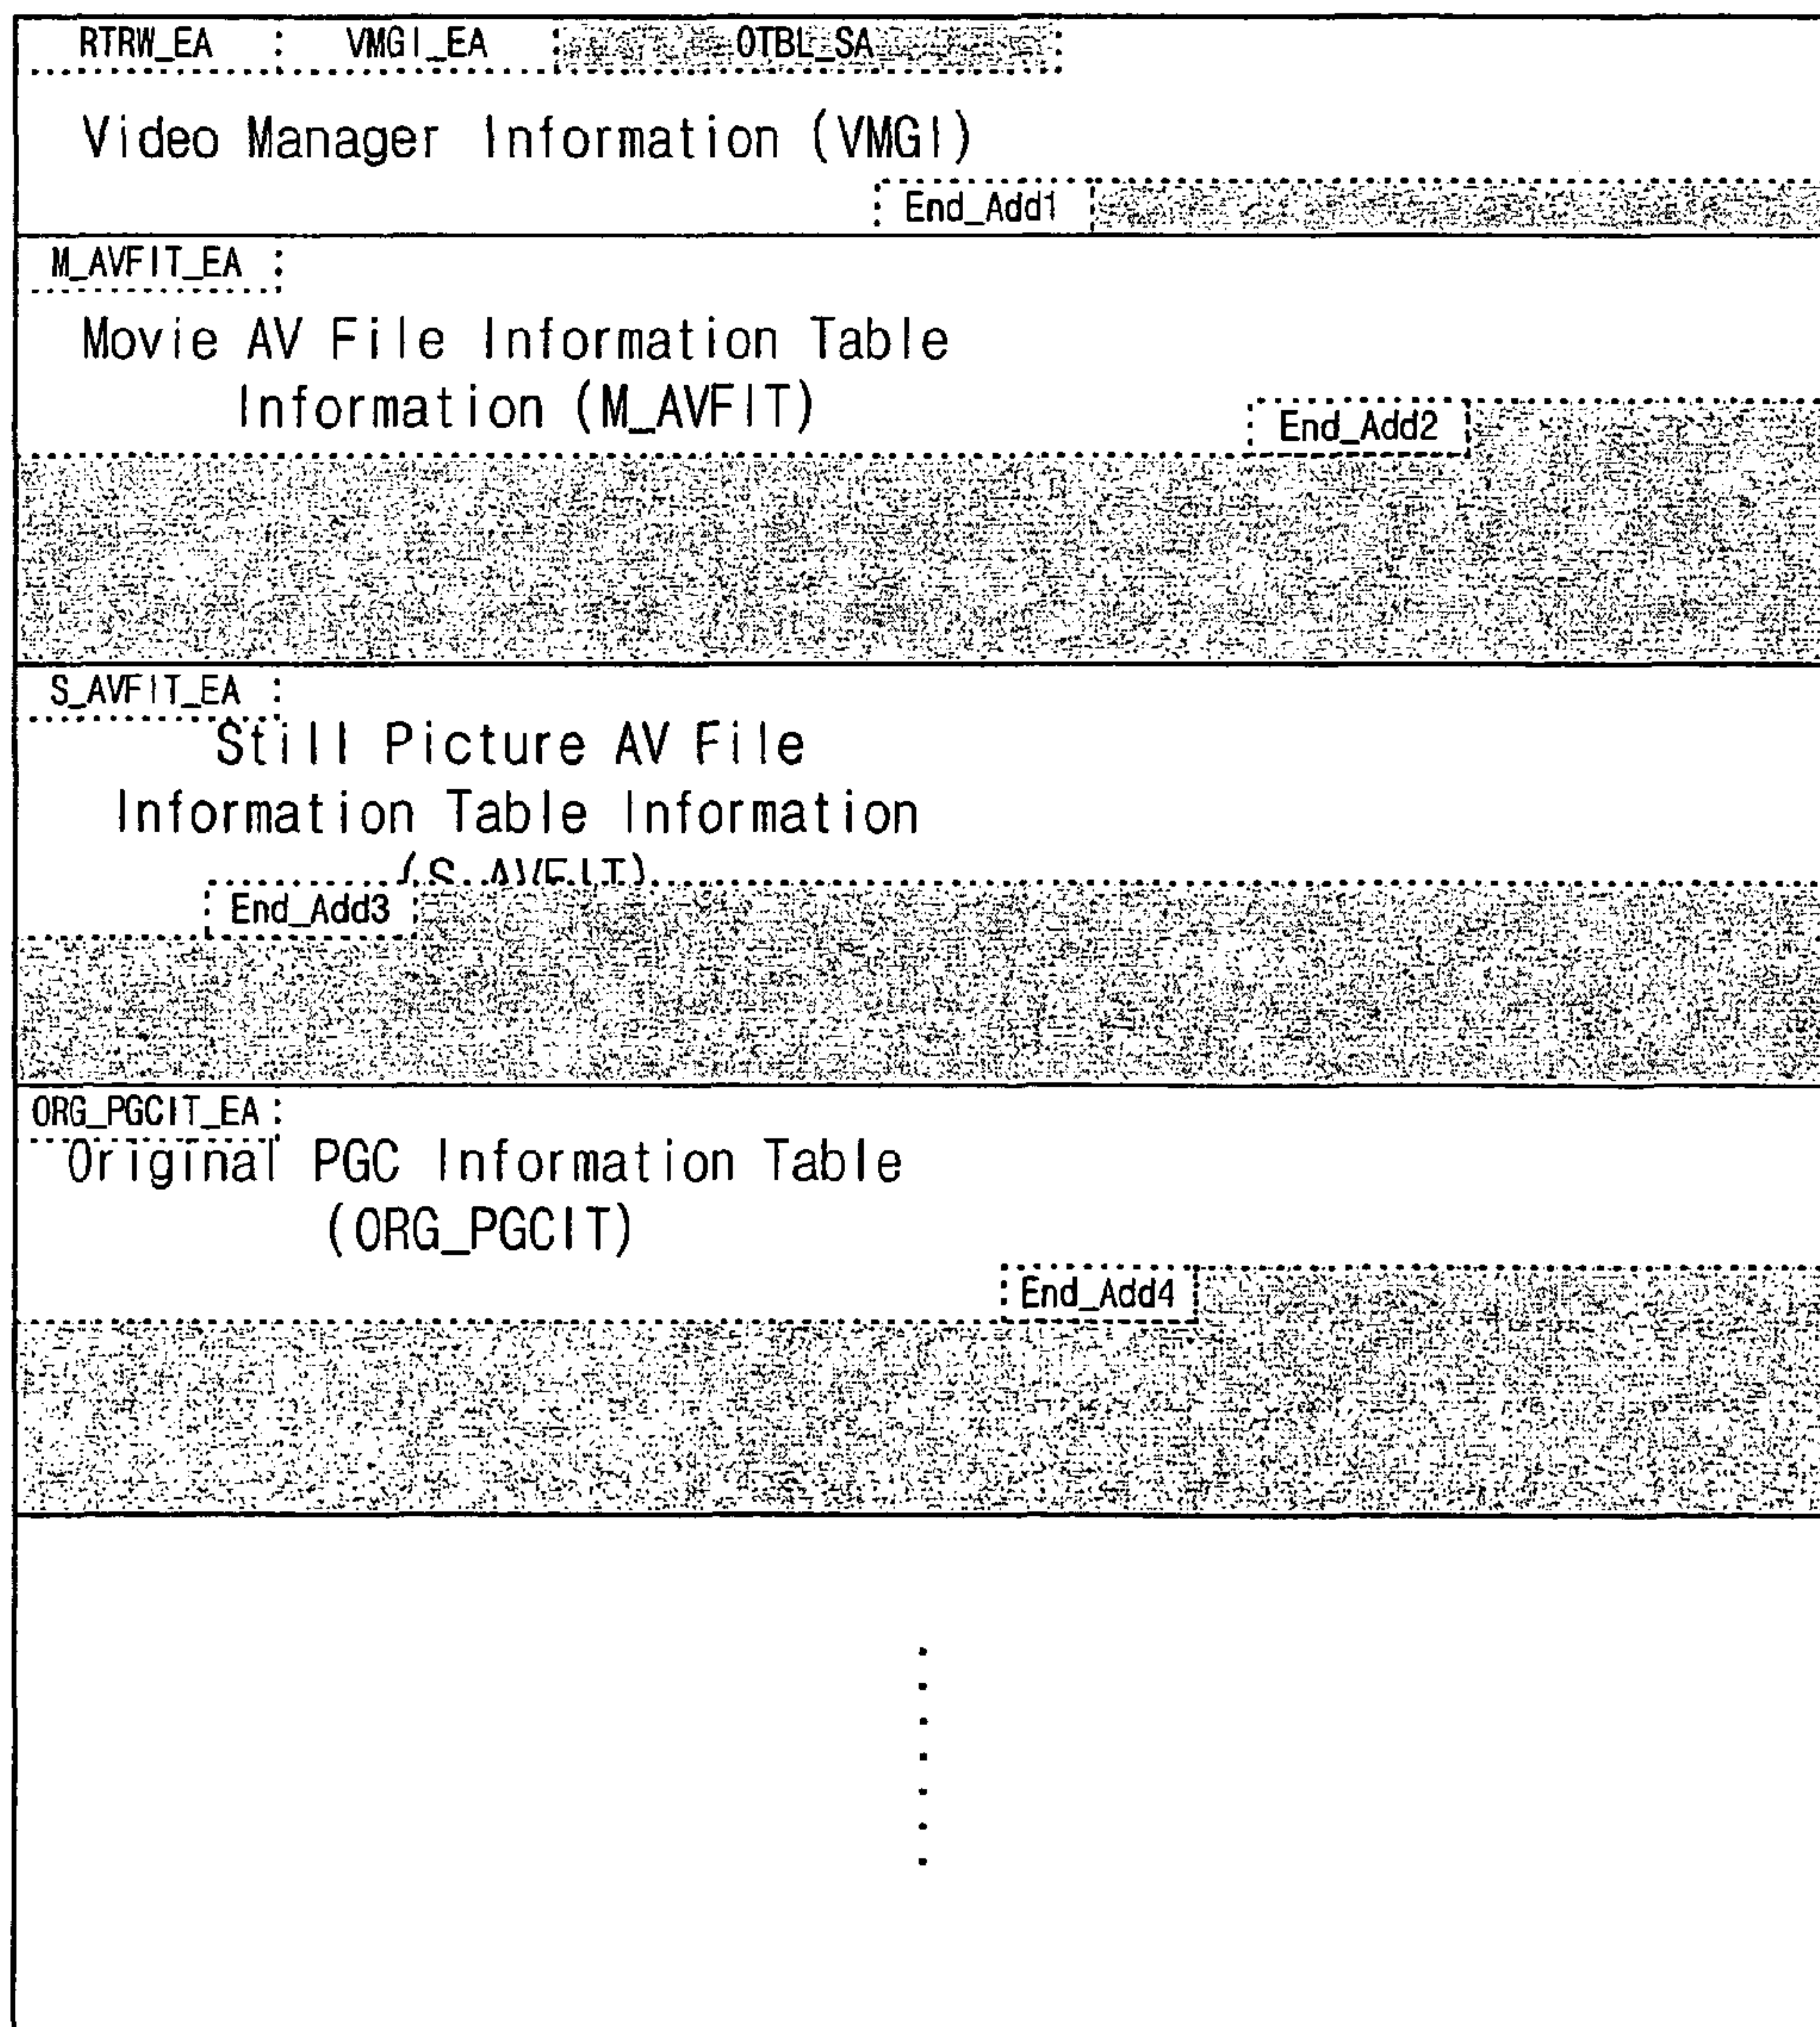 RTRW_EA : VMGI_EA : OTBL_SA :
Video Manager Information (VMGI)
: End_Add1
M_AVFIT_EA :
Movie AV File Information Table
Information (M_AVFIT)
: End_Add2
S_AVFIT_EA :
Still Picture AV File
Information Table Information
(S_AVFIT)
: End_Add3 :
ORG_PGCIT_EA :
Original PGC Information Table
(ORG_PGCIT)
: End_Add4